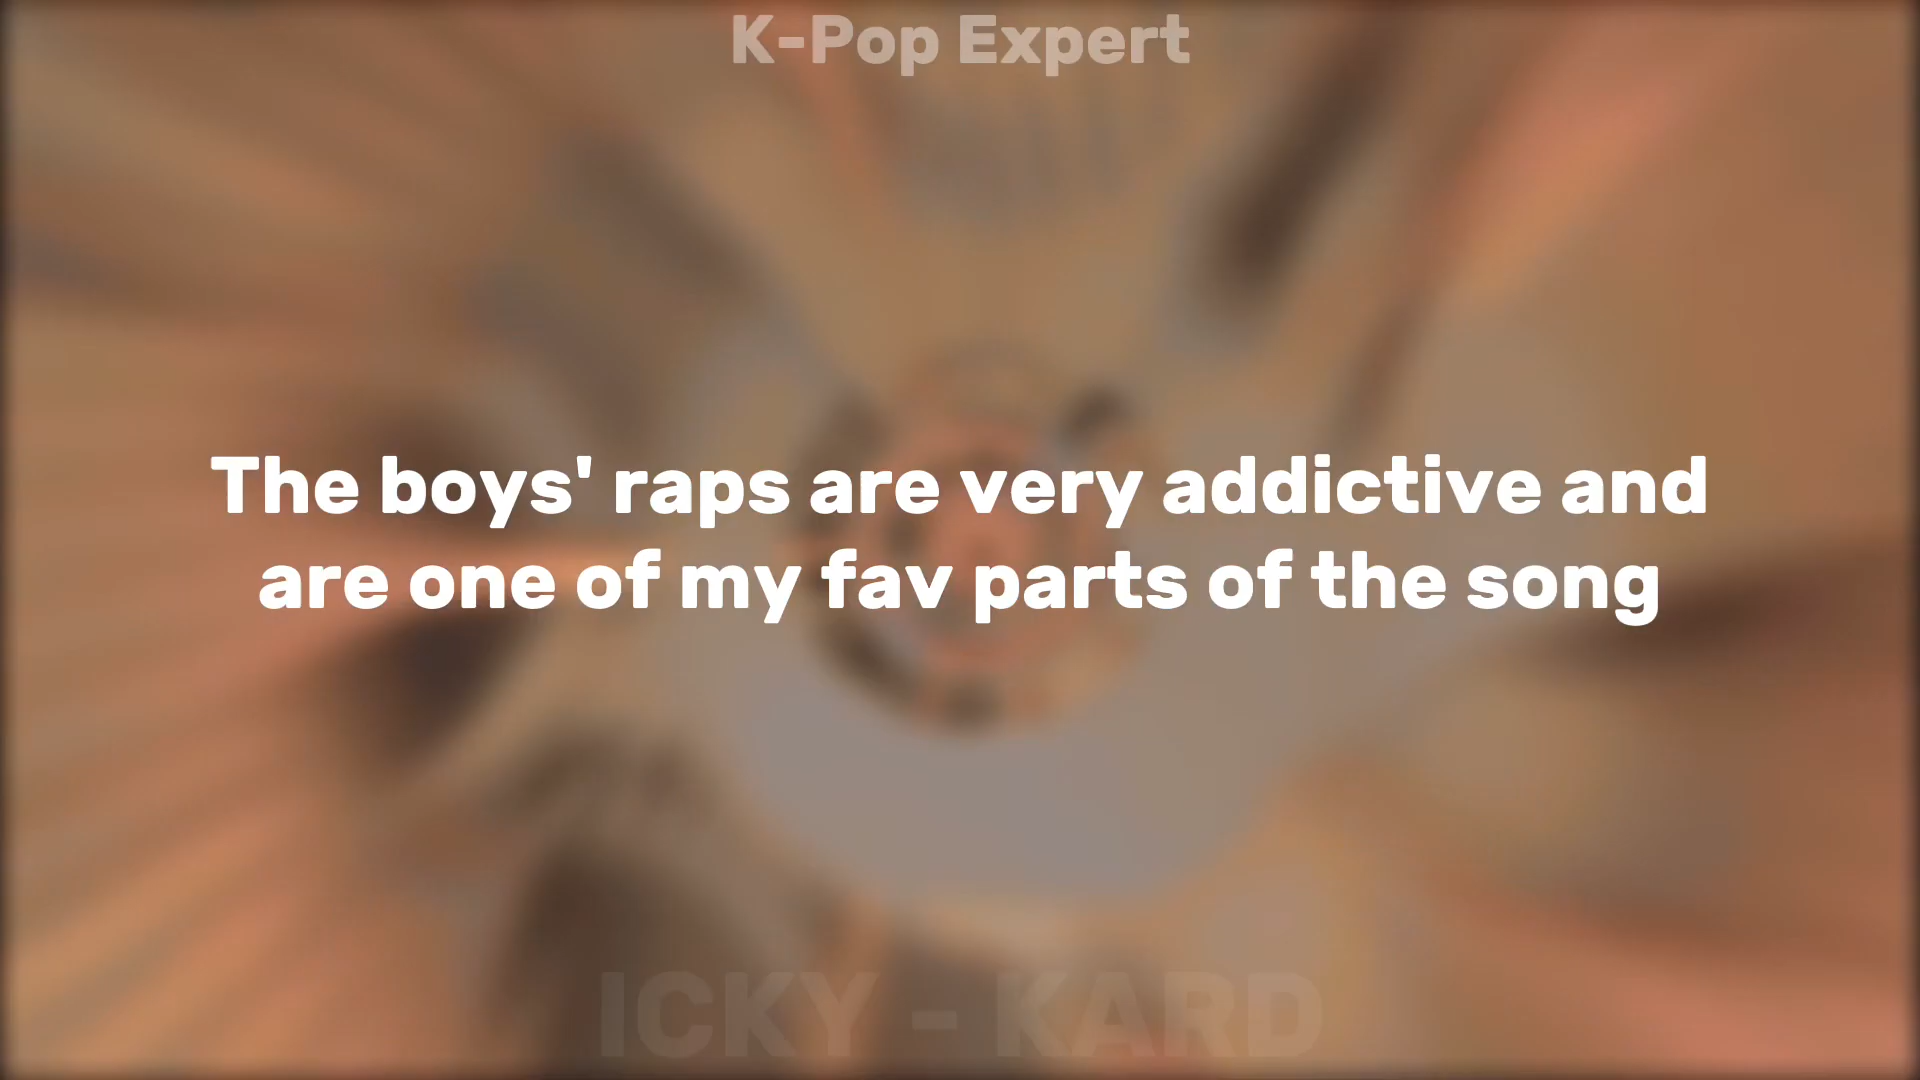 K-Pop Expert
The boys' raps are very addictive and
are one of my fav parts of the song
ICKY - KARD